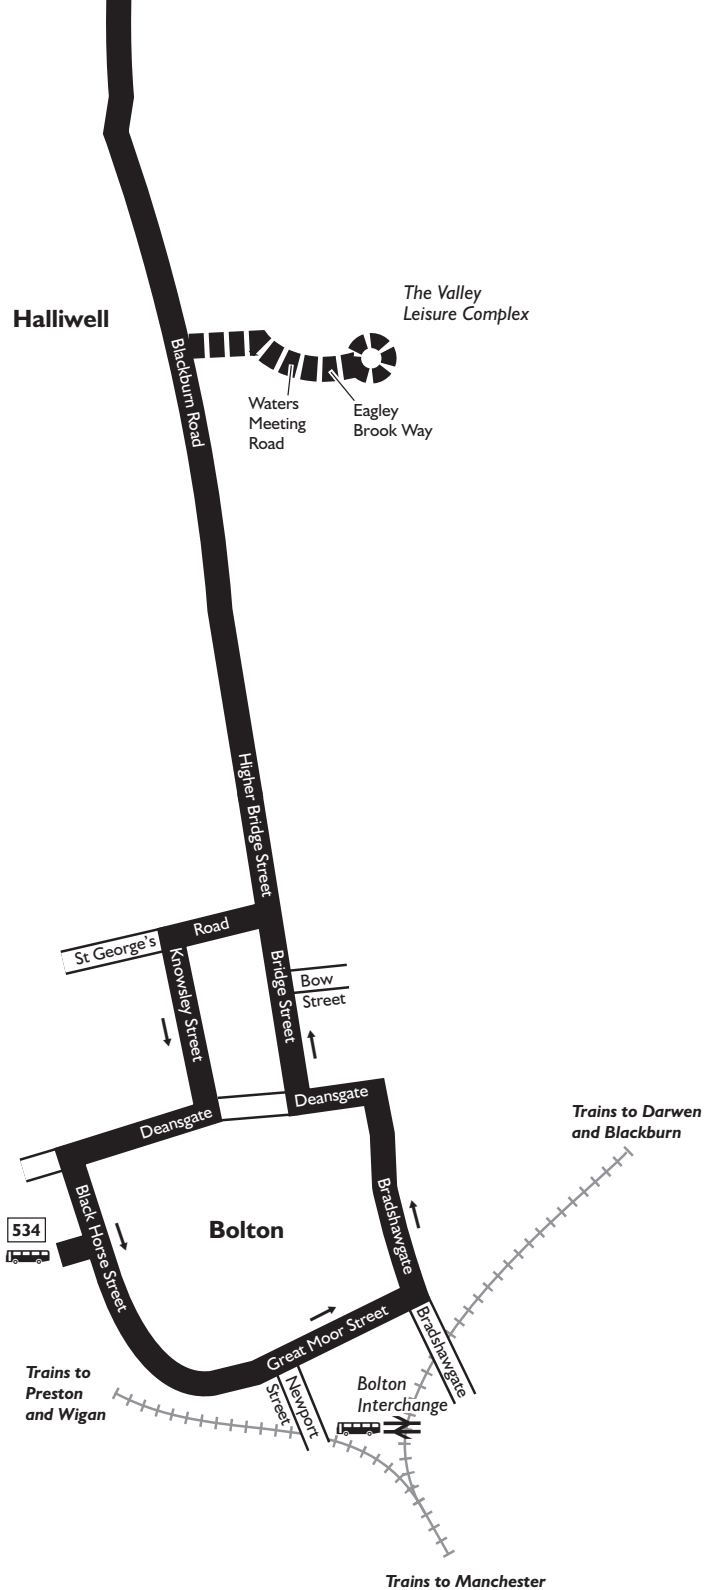 The Valley
Leisure Complex
Halliwell
Blackburn Road
Waters
Meeting
Road
Eagley
Brook Way
Higher Bridge Street
St George's
Road
Knowsley Street
Bridge Street
Bow
Street
Deansgate
Deansgate
Trains to Darwen
and Blackburn
Black Horse Street
534
Bolton
Bradshawgate
Great Moor Street
Bradshawgate
Trains to
Preston
and Wigan
Newport
Street
Bolton
Interchange
Trains to Manchester